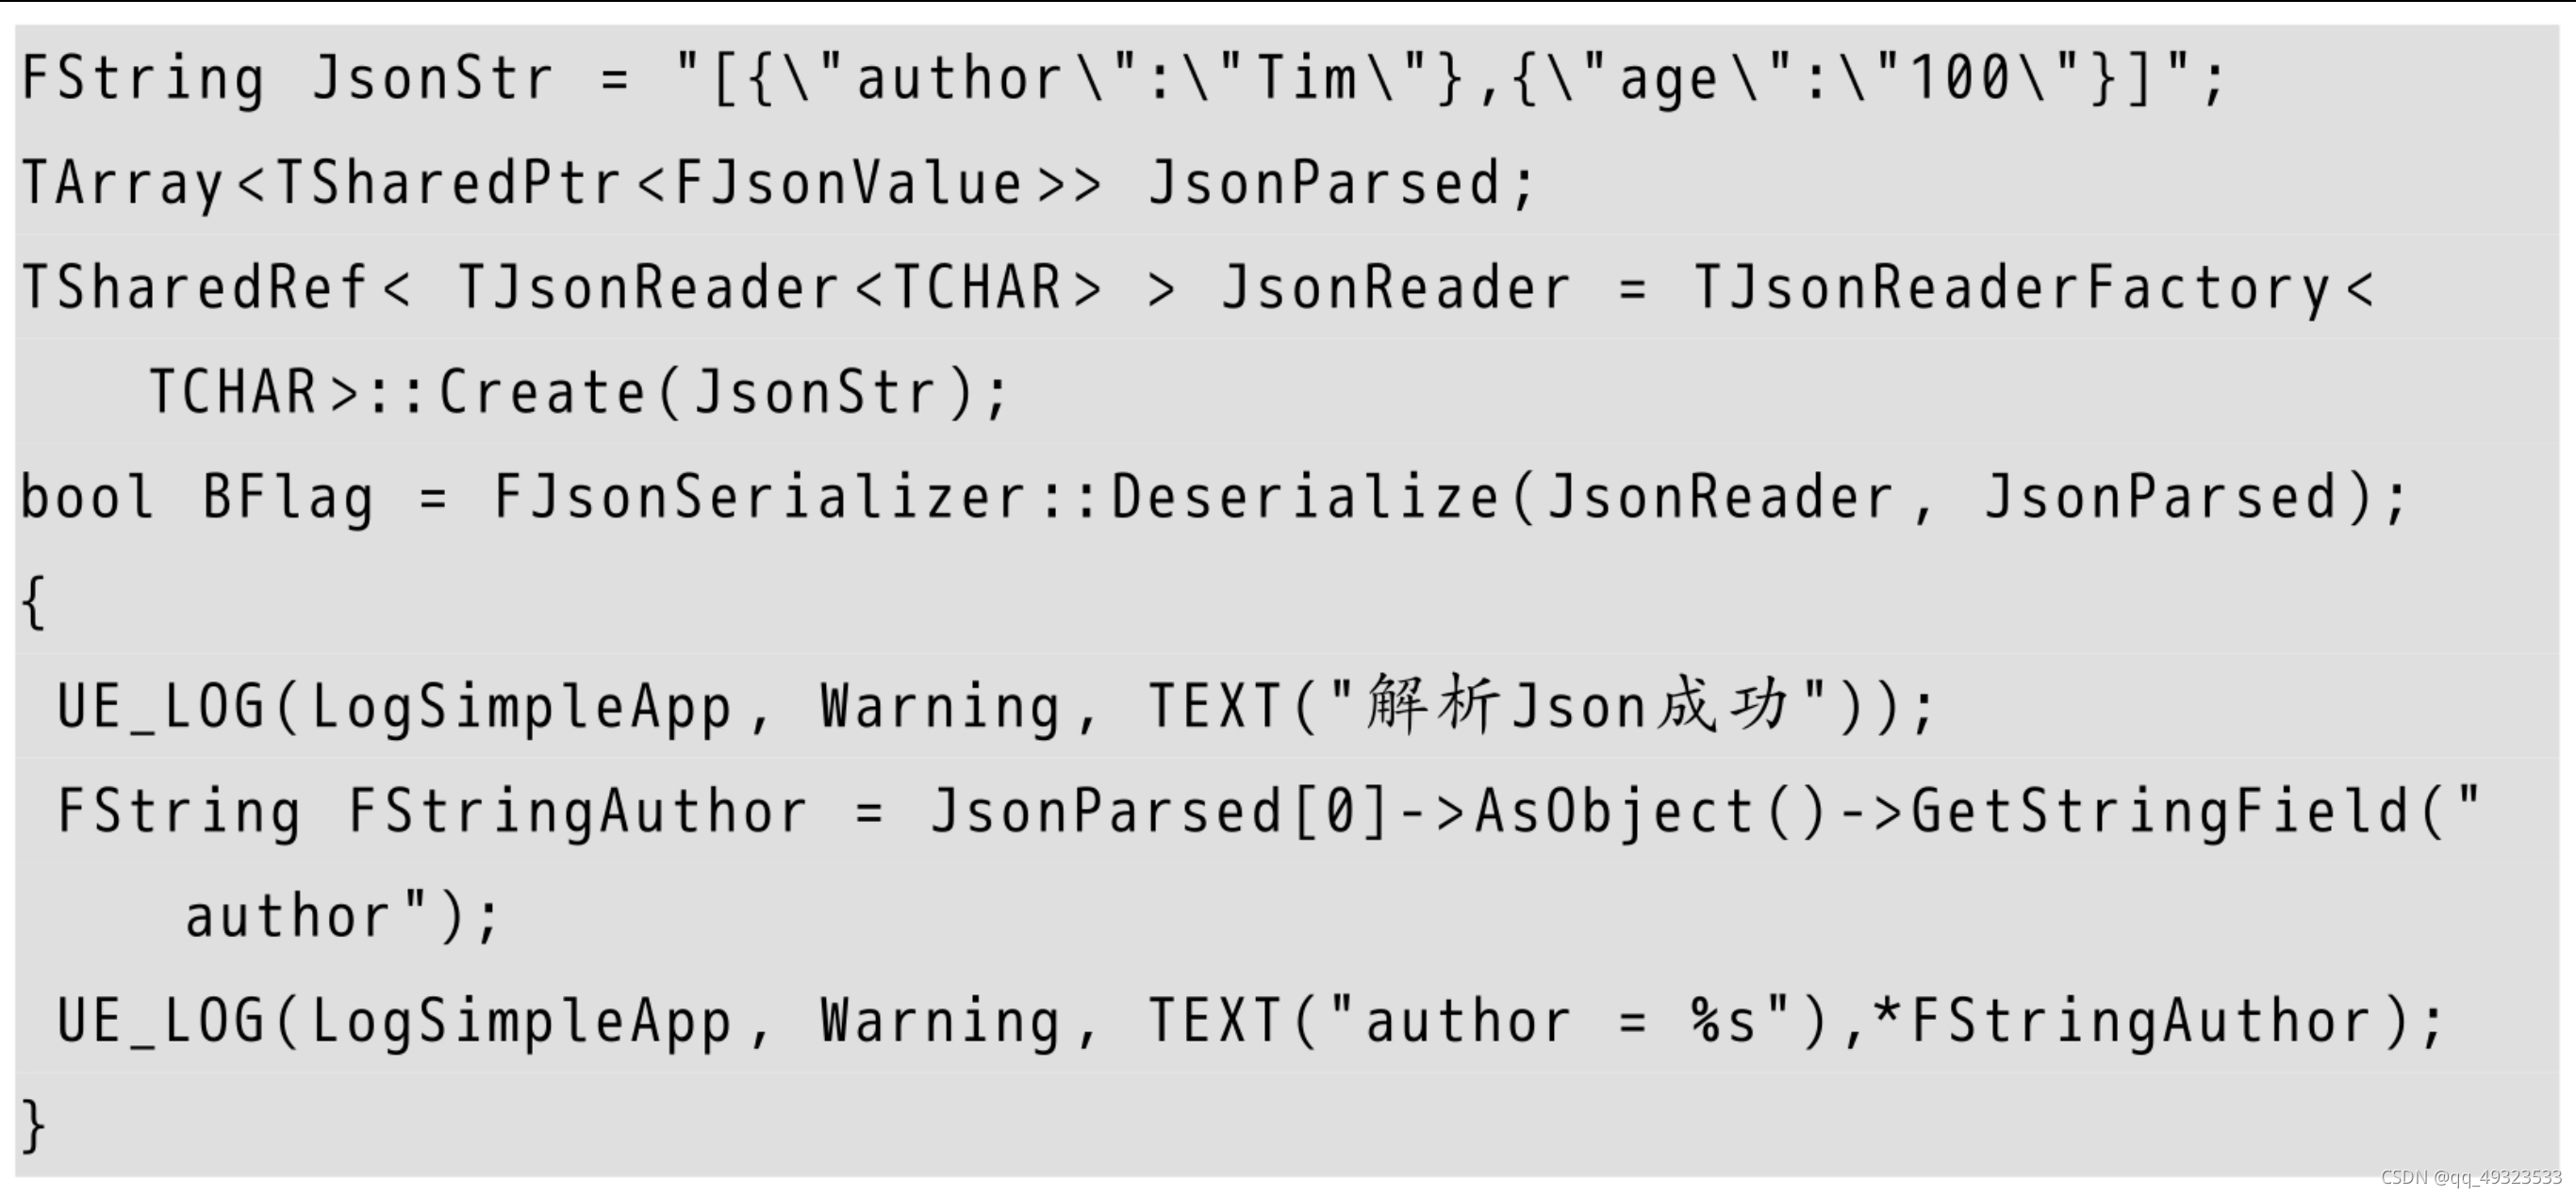 FString JsonStr = "[{\"author\":\"Tim\"},{\"age\":\"100\"}]";
TArray<TSharedPtr<FJsonValue>> JsonParsed;
TSharedRef< TJsonReader<TCHAR> > JsonReader = TJsonReaderFactory<
TCHAR>::Create(JsonStr);
bool BFlag = FJsonSerializer::Deserialize(JsonReader, JsonParsed);
{
UE_LOG(LogSimpleApp, Warning, TEXT("解析Json成功"));
FString FStringAuthor = JsonParsed[0]->AsObject()->GetStringField("
author");
UE_LOG(LogSimpleApp, Warning, TEXT("author = %s"),*FStringAuthor);
}
CSDN @qq_49323533